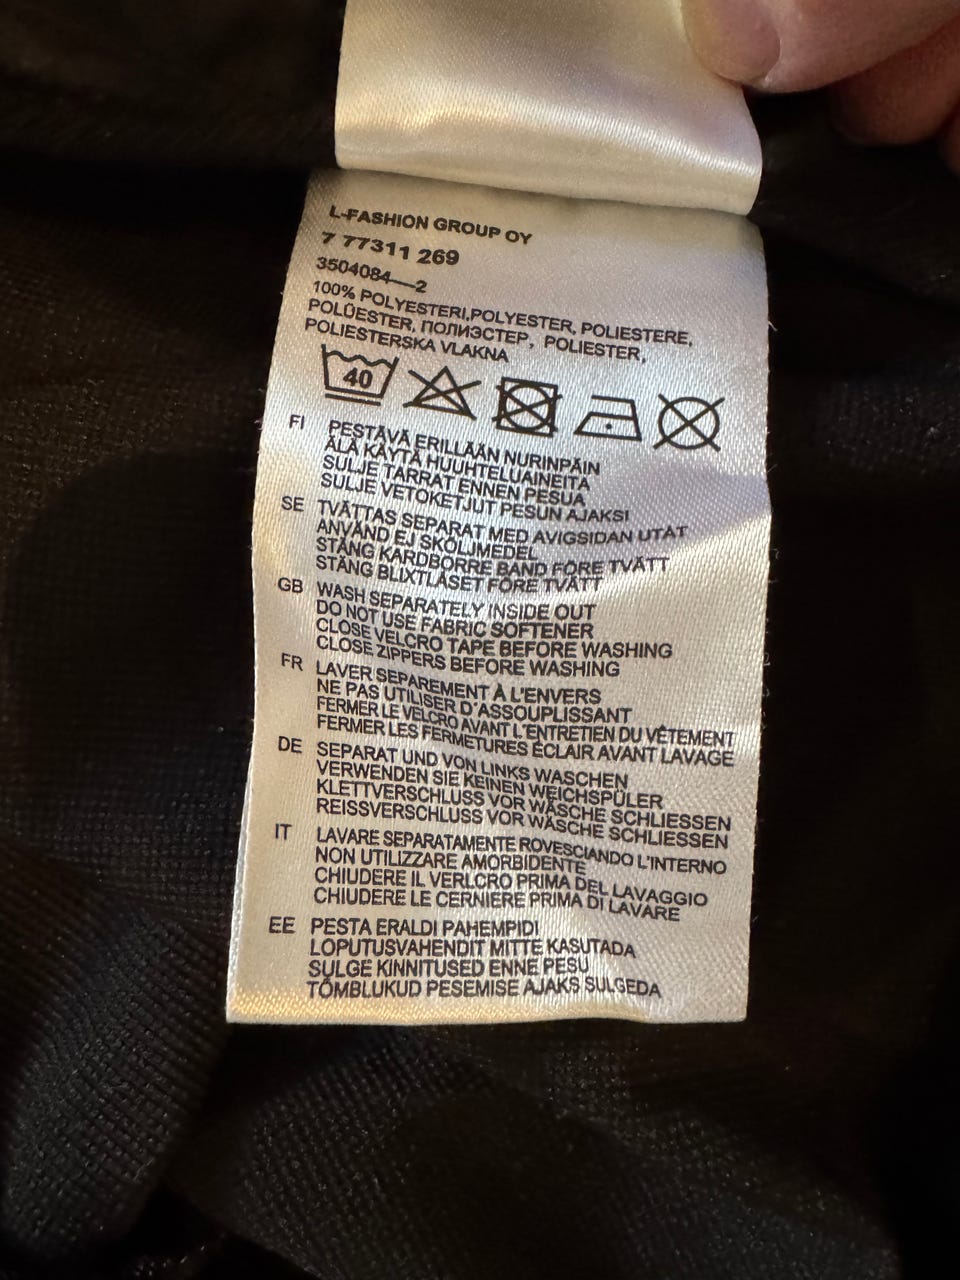 L-FASHION GROUP OY
7 77311 269
3504084—2
100% POLYESTERI,POLYESTER, POLIESTERE,
POLÜESTER, ПОЛИЭСТЕР, POLIESTER,
POLIESTERSKA VLAKNA
40
FI PESTÄVÄ ERILLÄÄN NURINPÄIN
ÄLÄ KÄYTÄ HUUHTELUAINEITA
SULJE TARRAT ENNEN PESUA
SULJE VETOKETJUT PESUN AJAKSI
SE TVÄTTAS SEPARAT MED AVIGSIDAN UTÅT
ANVÄND EJ SKÖLJMEDEL
STÄNG KARDBORRE BAND FÖRE TVÄTT
STÄNG BLIXTLÅSET FÖRE TVÄTT
GB WASH SEPARATELY INSIDE OUT
DO NOT USE FABRIC SOFTENER
CLOSE VELCRO TAPE BEFORE WASHING
CLOSE ZIPPERS BEFORE WASHING
FR LAVER SEPAREMENT À L'ENVERS
NE PAS UTILISER D'ASSOUPLISSANT
FERMER LE VELCRO AVANT L'ENTRETIEN DU VÊTEMENT
FERMER LES FERMETURES ÉCLAIR AVANT LAVAGE
DE SEPARAT UND VON LINKS WASCHEN
VERWENDEN SIE KEINEN WEICHSPÜLER
KLETTVERSCHLUSS VOR WÄSCHE SCHLIESSEN
REISSVERSCHLUSS VOR WÄSCHE SCHLIESSEN
IT LAVARE SEPARATAMENTE ROVESCIANDO L'INTERNO
NON UTILIZZARE AMORBIDENTE
CHIUDERE IL VERLCRO PRIMA DEL LAVAGGIO
CHIUDERE LE CERNIERE PRIMA DI LAVARE
EE PESTA ERALDI PAHEMPIDI
LOPUTUSVAHENDIT MITTE KASUTADA
SULGE KINNITUSED ENNE PESU
TÕMBLUKUD PESEMISE AJAKS SULGEDA